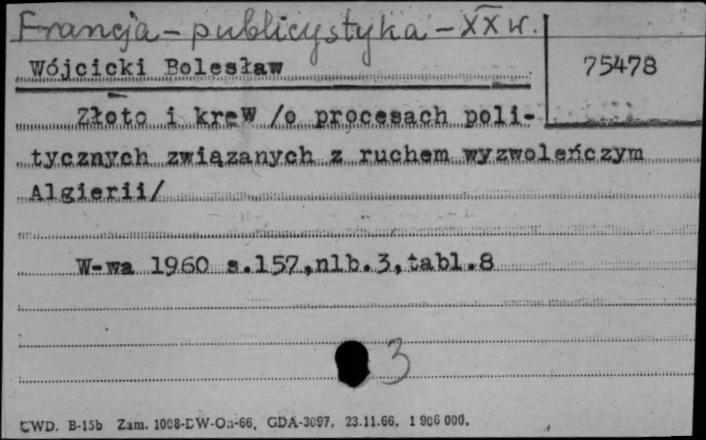 Francja - publicystyka - XX w.
Wójcicki Bolesław
75478
Złoto i kreW /o procesach poli-
tycznych związanych z ruchem wyzwoleńczym
Algierii/
W-wa 1960 s.157,nlb.3,tabl.8
3
CWD. B-15b Zam. 1008-DW-On-66. GDA-3097. 23.11.66. 1 906 000.